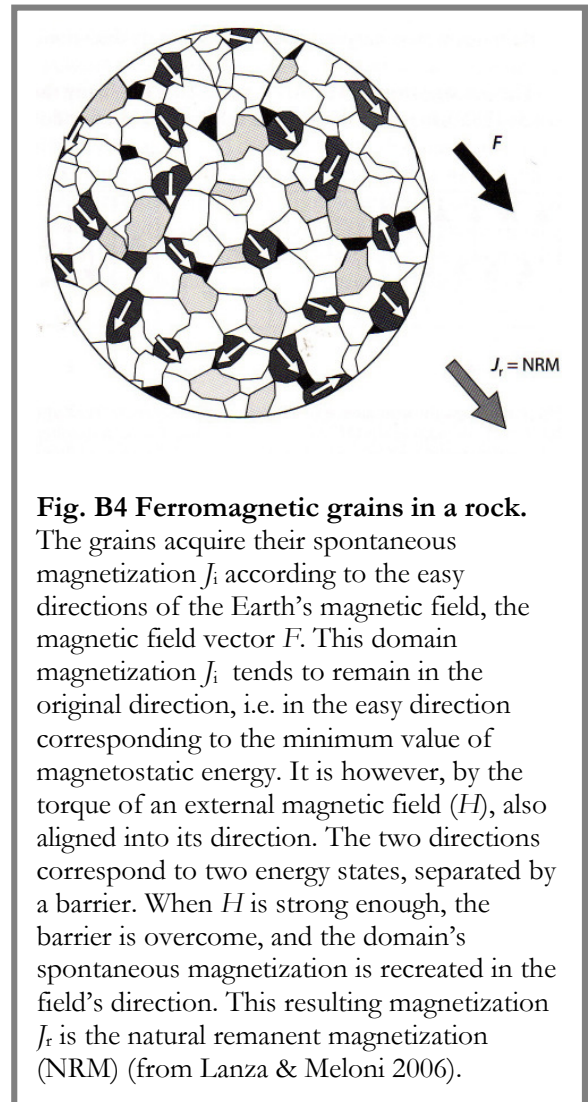 F
J_r = NRM
Fig. B4 Ferromagnetic grains in a rock.
The grains acquire their spontaneous
magnetization J_i according to the easy
directions of the Earth's magnetic field, the
magnetic field vector F. This domain
magnetization J_i tends to remain in the
original direction, i.e. in the easy direction
corresponding to the minimum value of
magnetostatic energy. It is however, by the
torque of an external magnetic field (H), also
aligned into its direction. The two directions
correspond to two energy states, separated by
a barrier. When H is strong enough, the
barrier is overcome, and the domain's
spontaneous magnetization is recreated in the
field's direction. This resulting magnetization
J_r is the natural remanent magnetization
(NRM) (from Lanza & Meloni 2006).